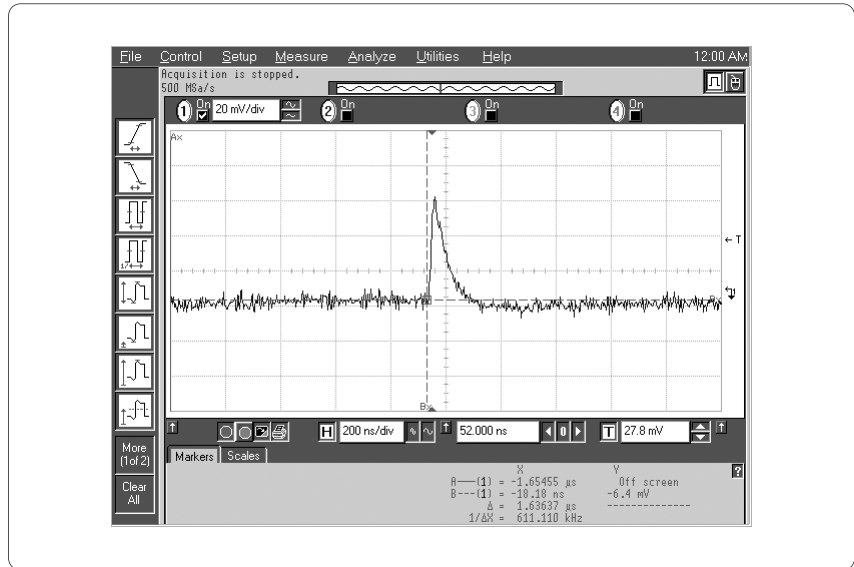 File Control Setup Measure Analyze Utilities Help 12:00 AM
Acquisition is stopped.
500 MSa/s
1 On 20 mV/div 2 On 3 On 4 On
Ax
T
Bx
H 200 ns/div 52.000 ns 0 T 27.8 mV
More
(1of 2)
Clear
All
Markers Scales
?
X Y
A——(1) = -1.65455 µs Off screen
B---(1) = -18.18 ns -6.4 mV
Δ = 1.63637 µs --------------
1/ΔX = 611.110 kHz